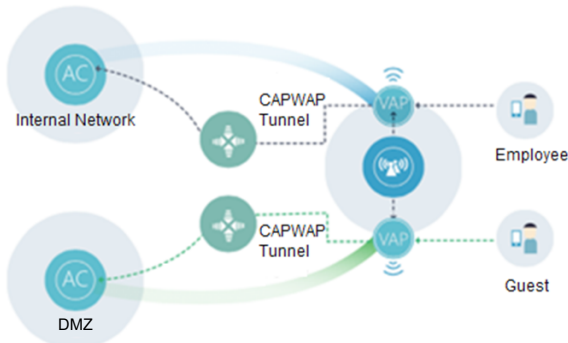 AC
Internal Network
CAPWAP
Tunnel
VAP
Employee
CAPWAP
Tunnel
VAP
Guest
AC
DMZ